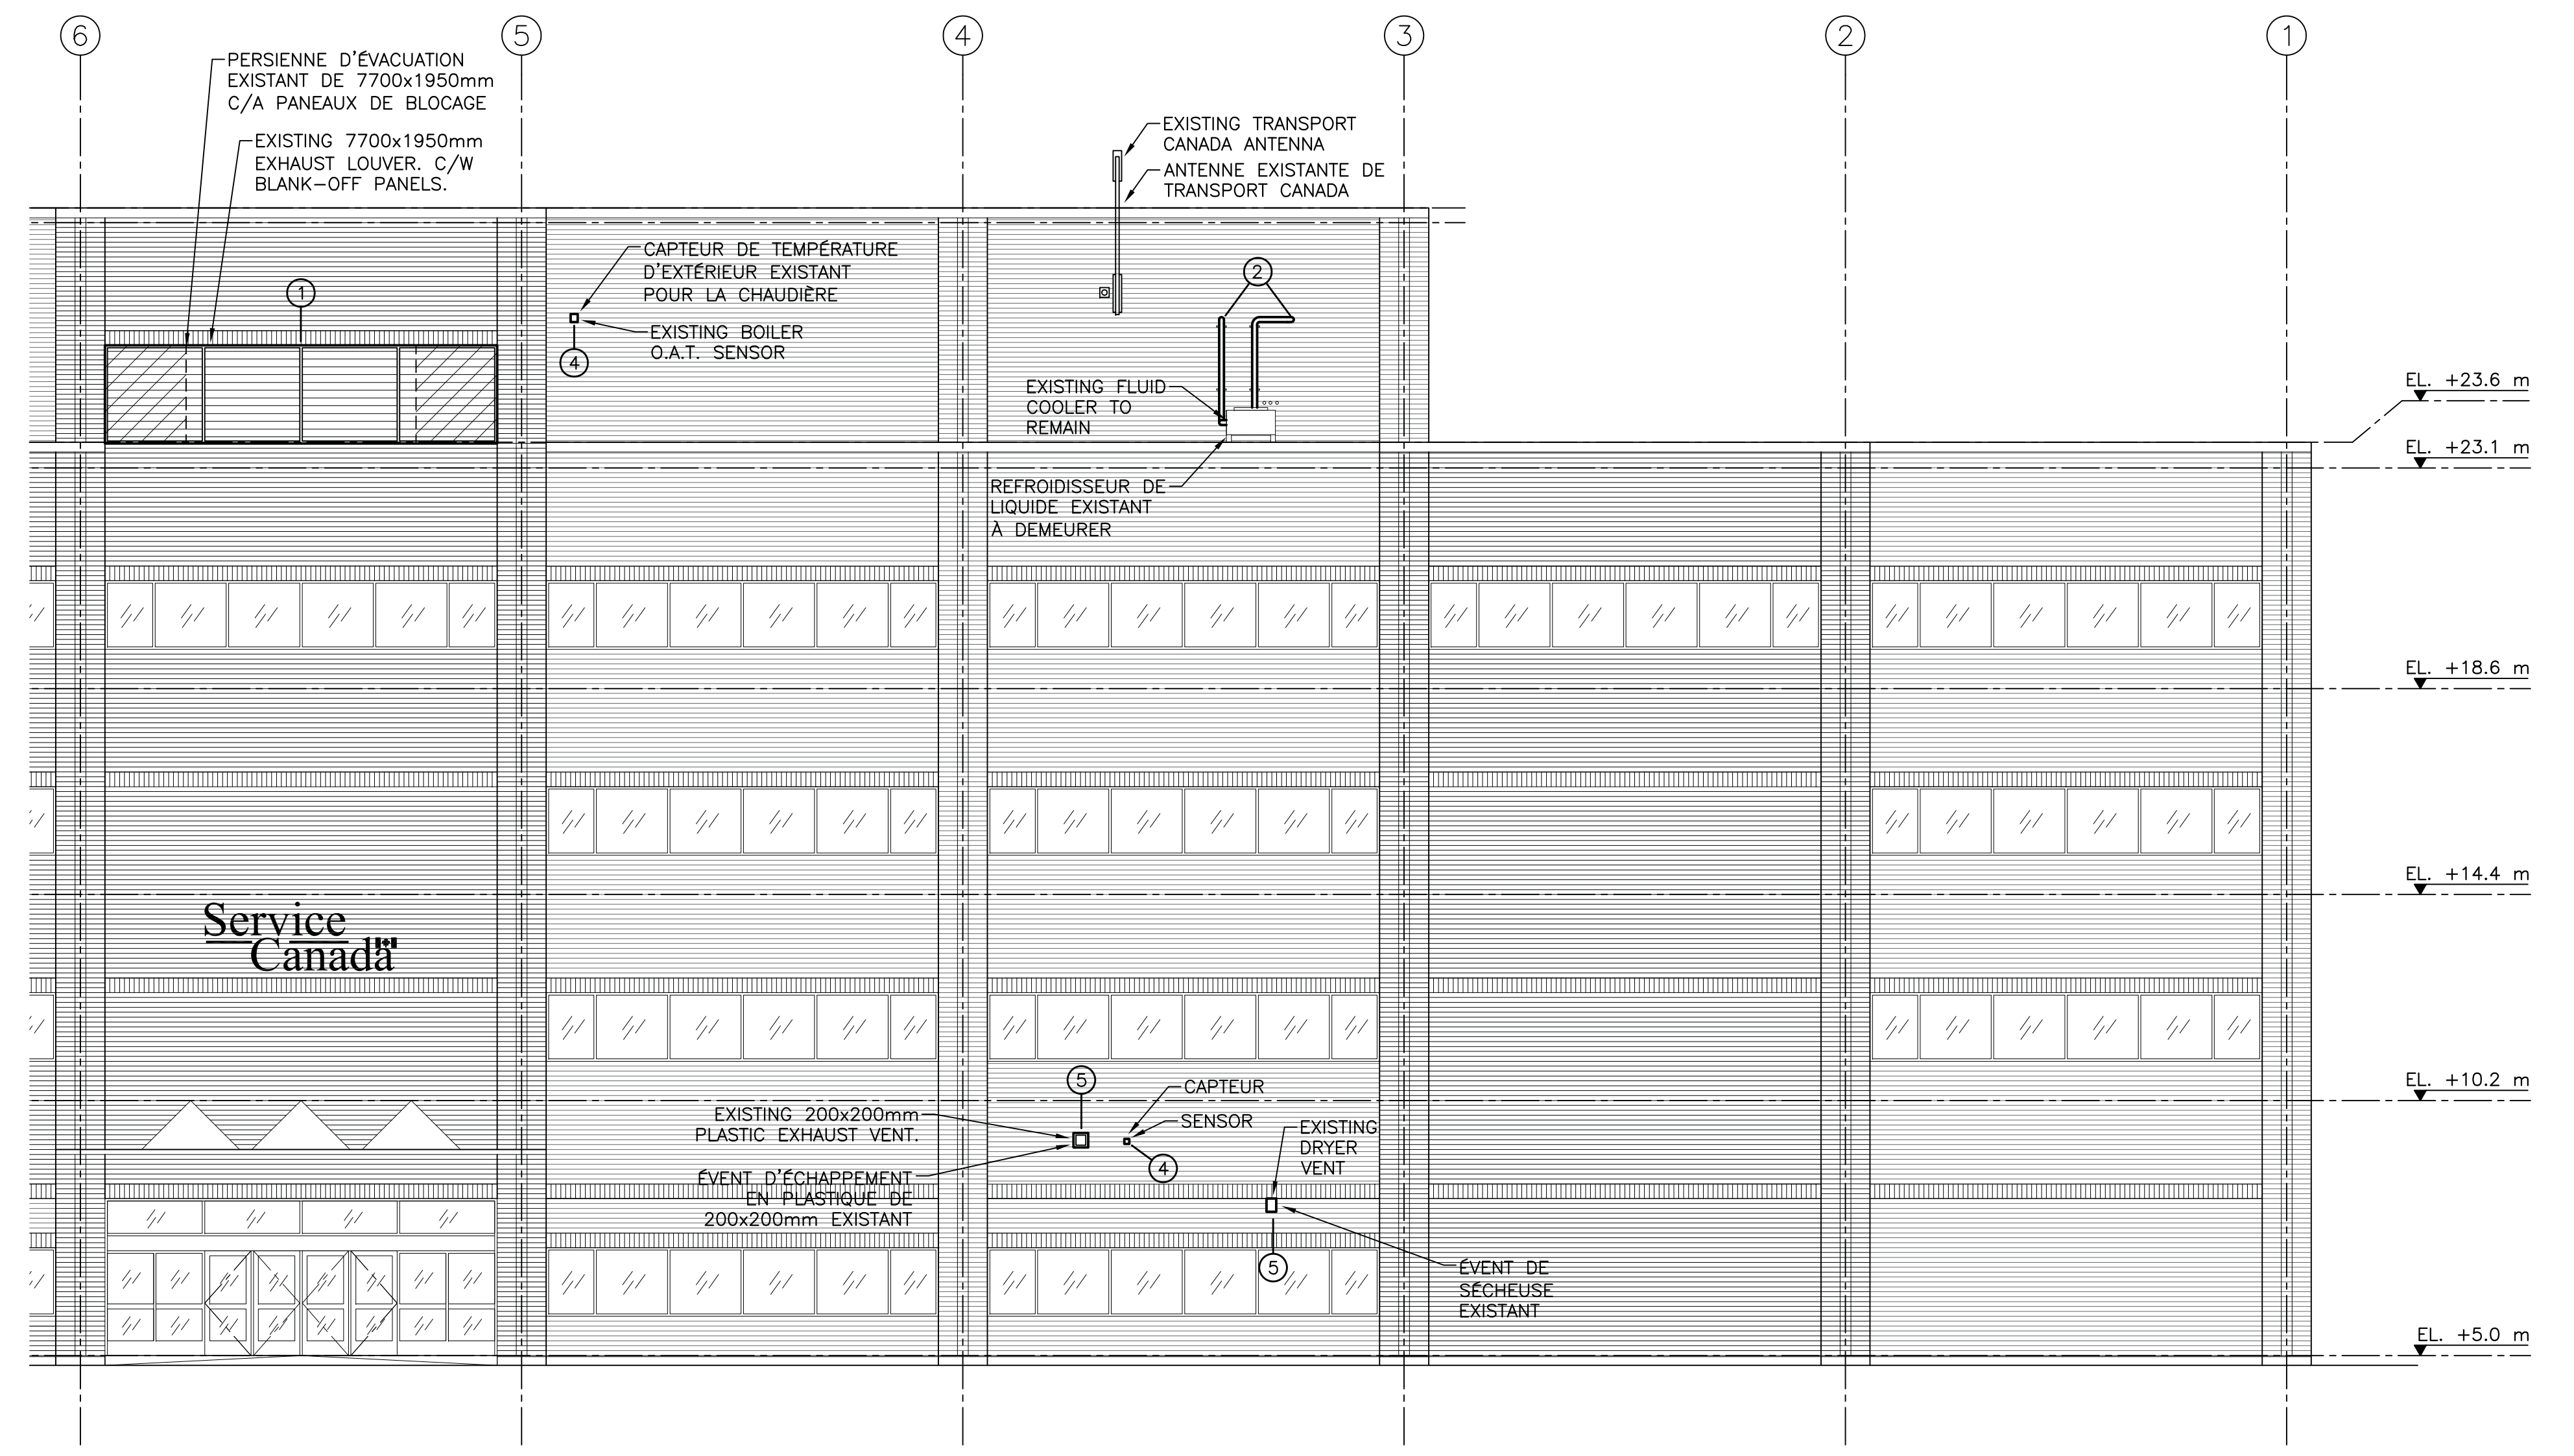 6
5
4
3
2
1
PERSIENNE D'ÉVACUATION
EXISTANT DE 7700x1950mm
C/A PANEAUX DE BLOCAGE
EXISTING 7700x1950mm
EXHAUST LOUVER. C/W
BLANK-OFF PANELS.
EXISTING TRANSPORT
CANADA ANTENNA
ANTENNE EXISTANTE DE
TRANSPORT CANADA
CAPTEUR DE TEMPÉRATURE
D'EXTÉRIEUR EXISTANT
POUR LA CHAUDIÈRE
EXISTING BOILER
O.A.T. SENSOR
1
4
2
EXISTING FLUID
COOLER TO
REMAIN
REFROIDISSEUR DE
LIQUIDE EXISTANT
À DEMEURER
EL. +23.6 m
EL. +23.1 m
EL. +18.6 m
EL. +14.4 m
EL. +10.2 m
EL. +5.0 m
Service
Canada
5
CAPTEUR
SENSOR
4
EXISTING 200x200mm
PLASTIC EXHAUST VENT.
ÉVENT D'ÉCHAPPEMENT
EN PLASTIQUE DE
200x200mm EXISTANT
EXISTING
DRYER
VENT
5
ÉVENT DE
SÉCHEUSE
EXISTANT